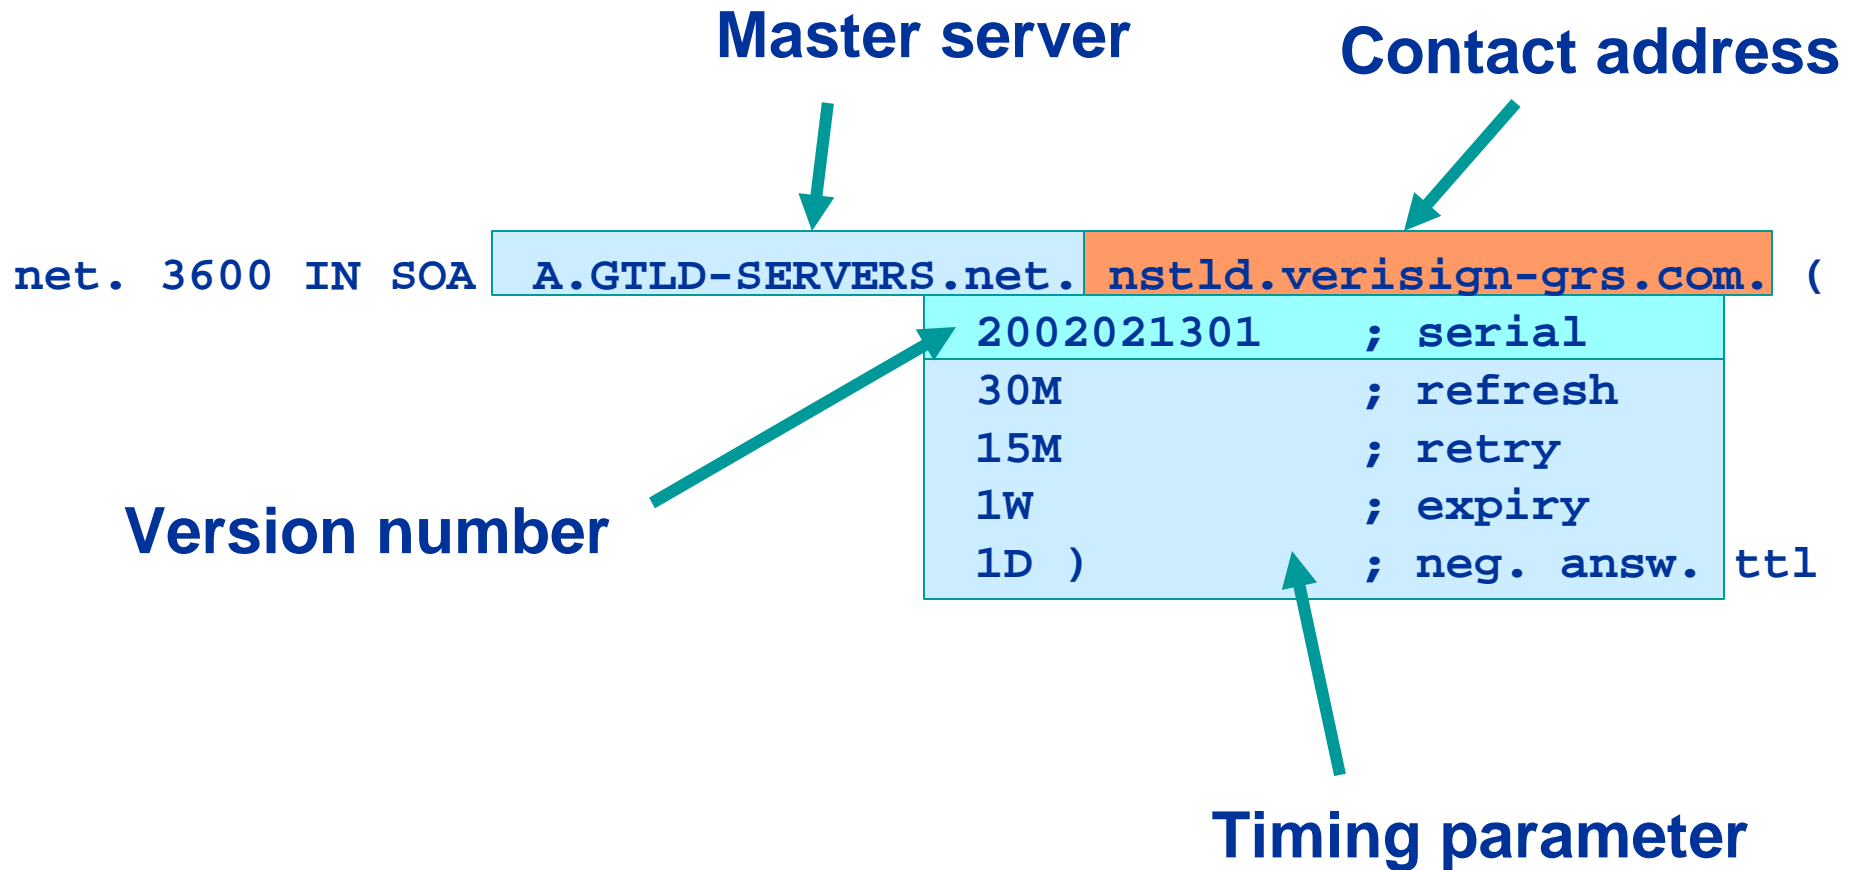 Master server
Contact address
net. 3600 IN SOA A.GTLD-SERVERS.net. nstld.verisign-grs.com. (
2002021301 ; serial
30M ; refresh
15M ; retry
1W ; expiry
1D ) ; neg. answ. ttl
Version number
Timing parameter